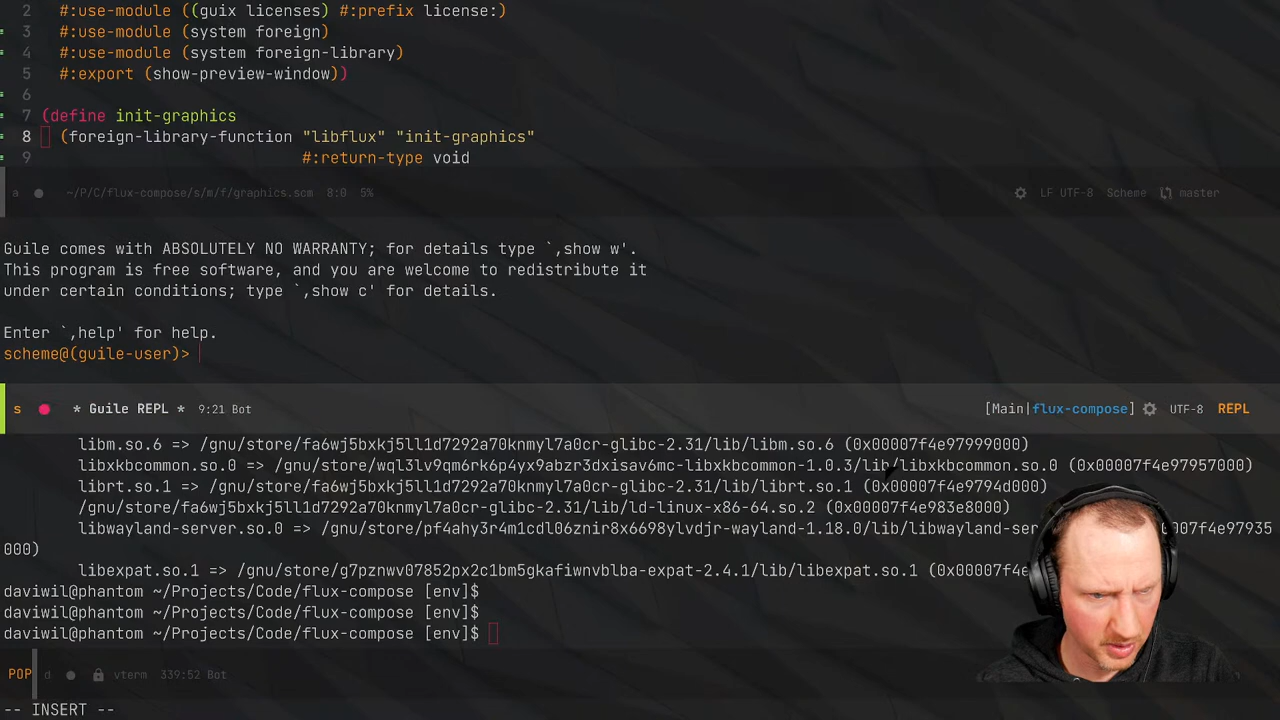 2 #:use-module ((guix licenses) #:prefix license:)
3 #:use-module (system foreign)
4 #:use-module (system foreign-library)
5 #:export (show-preview-window))
6
7 (define init-graphics
8 (foreign-library-function "libflux" "init-graphics"
9 #:return-type void
a ~/P/C/flux-compose/s/m/f/graphics.scm 8:0 5% LF UTF-8 Scheme master
Guile comes with ABSOLUTELY NO WARRANTY; for details type `,show w'.
This program is free software, and you are welcome to redistribute it
under certain conditions; type `,show c' for details.
Enter `,help' for help.
scheme@(guile-user)>
s * Guile REPL * 9:21 Bot [Main|flux-compose] UTF-8 REPL
libm.so.6 => /gnu/store/fa6wj5bxkj5ll1d7292a70knmyl7a0cr-glibc-2.31/lib/libm.so.6 (0x00007f4e97999000)
libxkbcommon.so.0 => /gnu/store/wql3lv9qm6rk6p4yx9abzr3dxisav6mc-libxkbcommon-1.0.3/lib/libxkbcommon.so.0 (0x00007f4e97957000)
librt.so.1 => /gnu/store/fa6wj5bxkj5ll1d7292a70knmyl7a0cr-glibc-2.31/lib/librt.so.1 (0x00007f4e9794d000)
/gnu/store/fa6wj5bxkj5ll1d7292a70knmyl7a0cr-glibc-2.31/lib/ld-linux-x86-64.so.2 (0x00007f4e983e8000)
libwayland-server.so.0 => /gnu/store/pf4ahy3r4m1cdl06znir8x6698ylvdjr-wayland-1.18.0/lib/libwayland-ser 07f4e97935
000)
libexpat.so.1 => /gnu/store/g7pznwv07852px2c1bm5gkafiwnvblba-expat-2.4.1/lib/libexpat.so.1 (0x00007f4e
daviwil@phantom ~/Projects/Code/flux-compose [env]$
daviwil@phantom ~/Projects/Code/flux-compose [env]$
daviwil@phantom ~/Projects/Code/flux-compose [env]$
POP d vterm 339:52 Bot
-- INSERT --